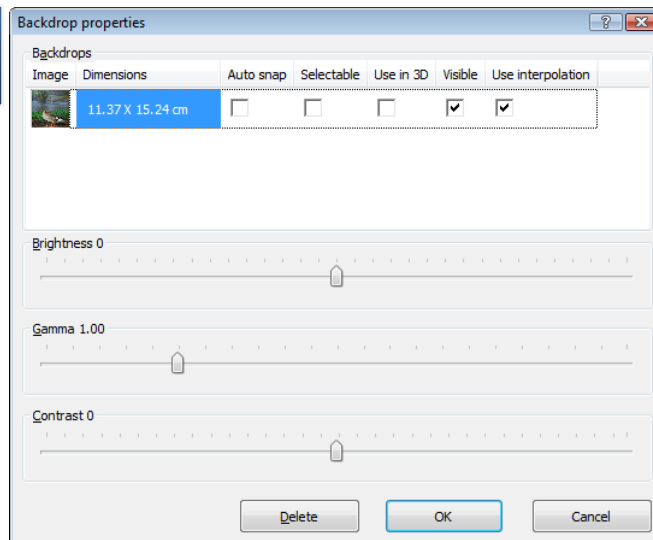 Backdrop properties
Backdrops
Image Dimensions Auto snap Selectable Use in 3D Visible Use interpolation
11.37 X 15.24 cm
Brightness 0
Gamma 1.00
Contrast 0
Delete OK Cancel